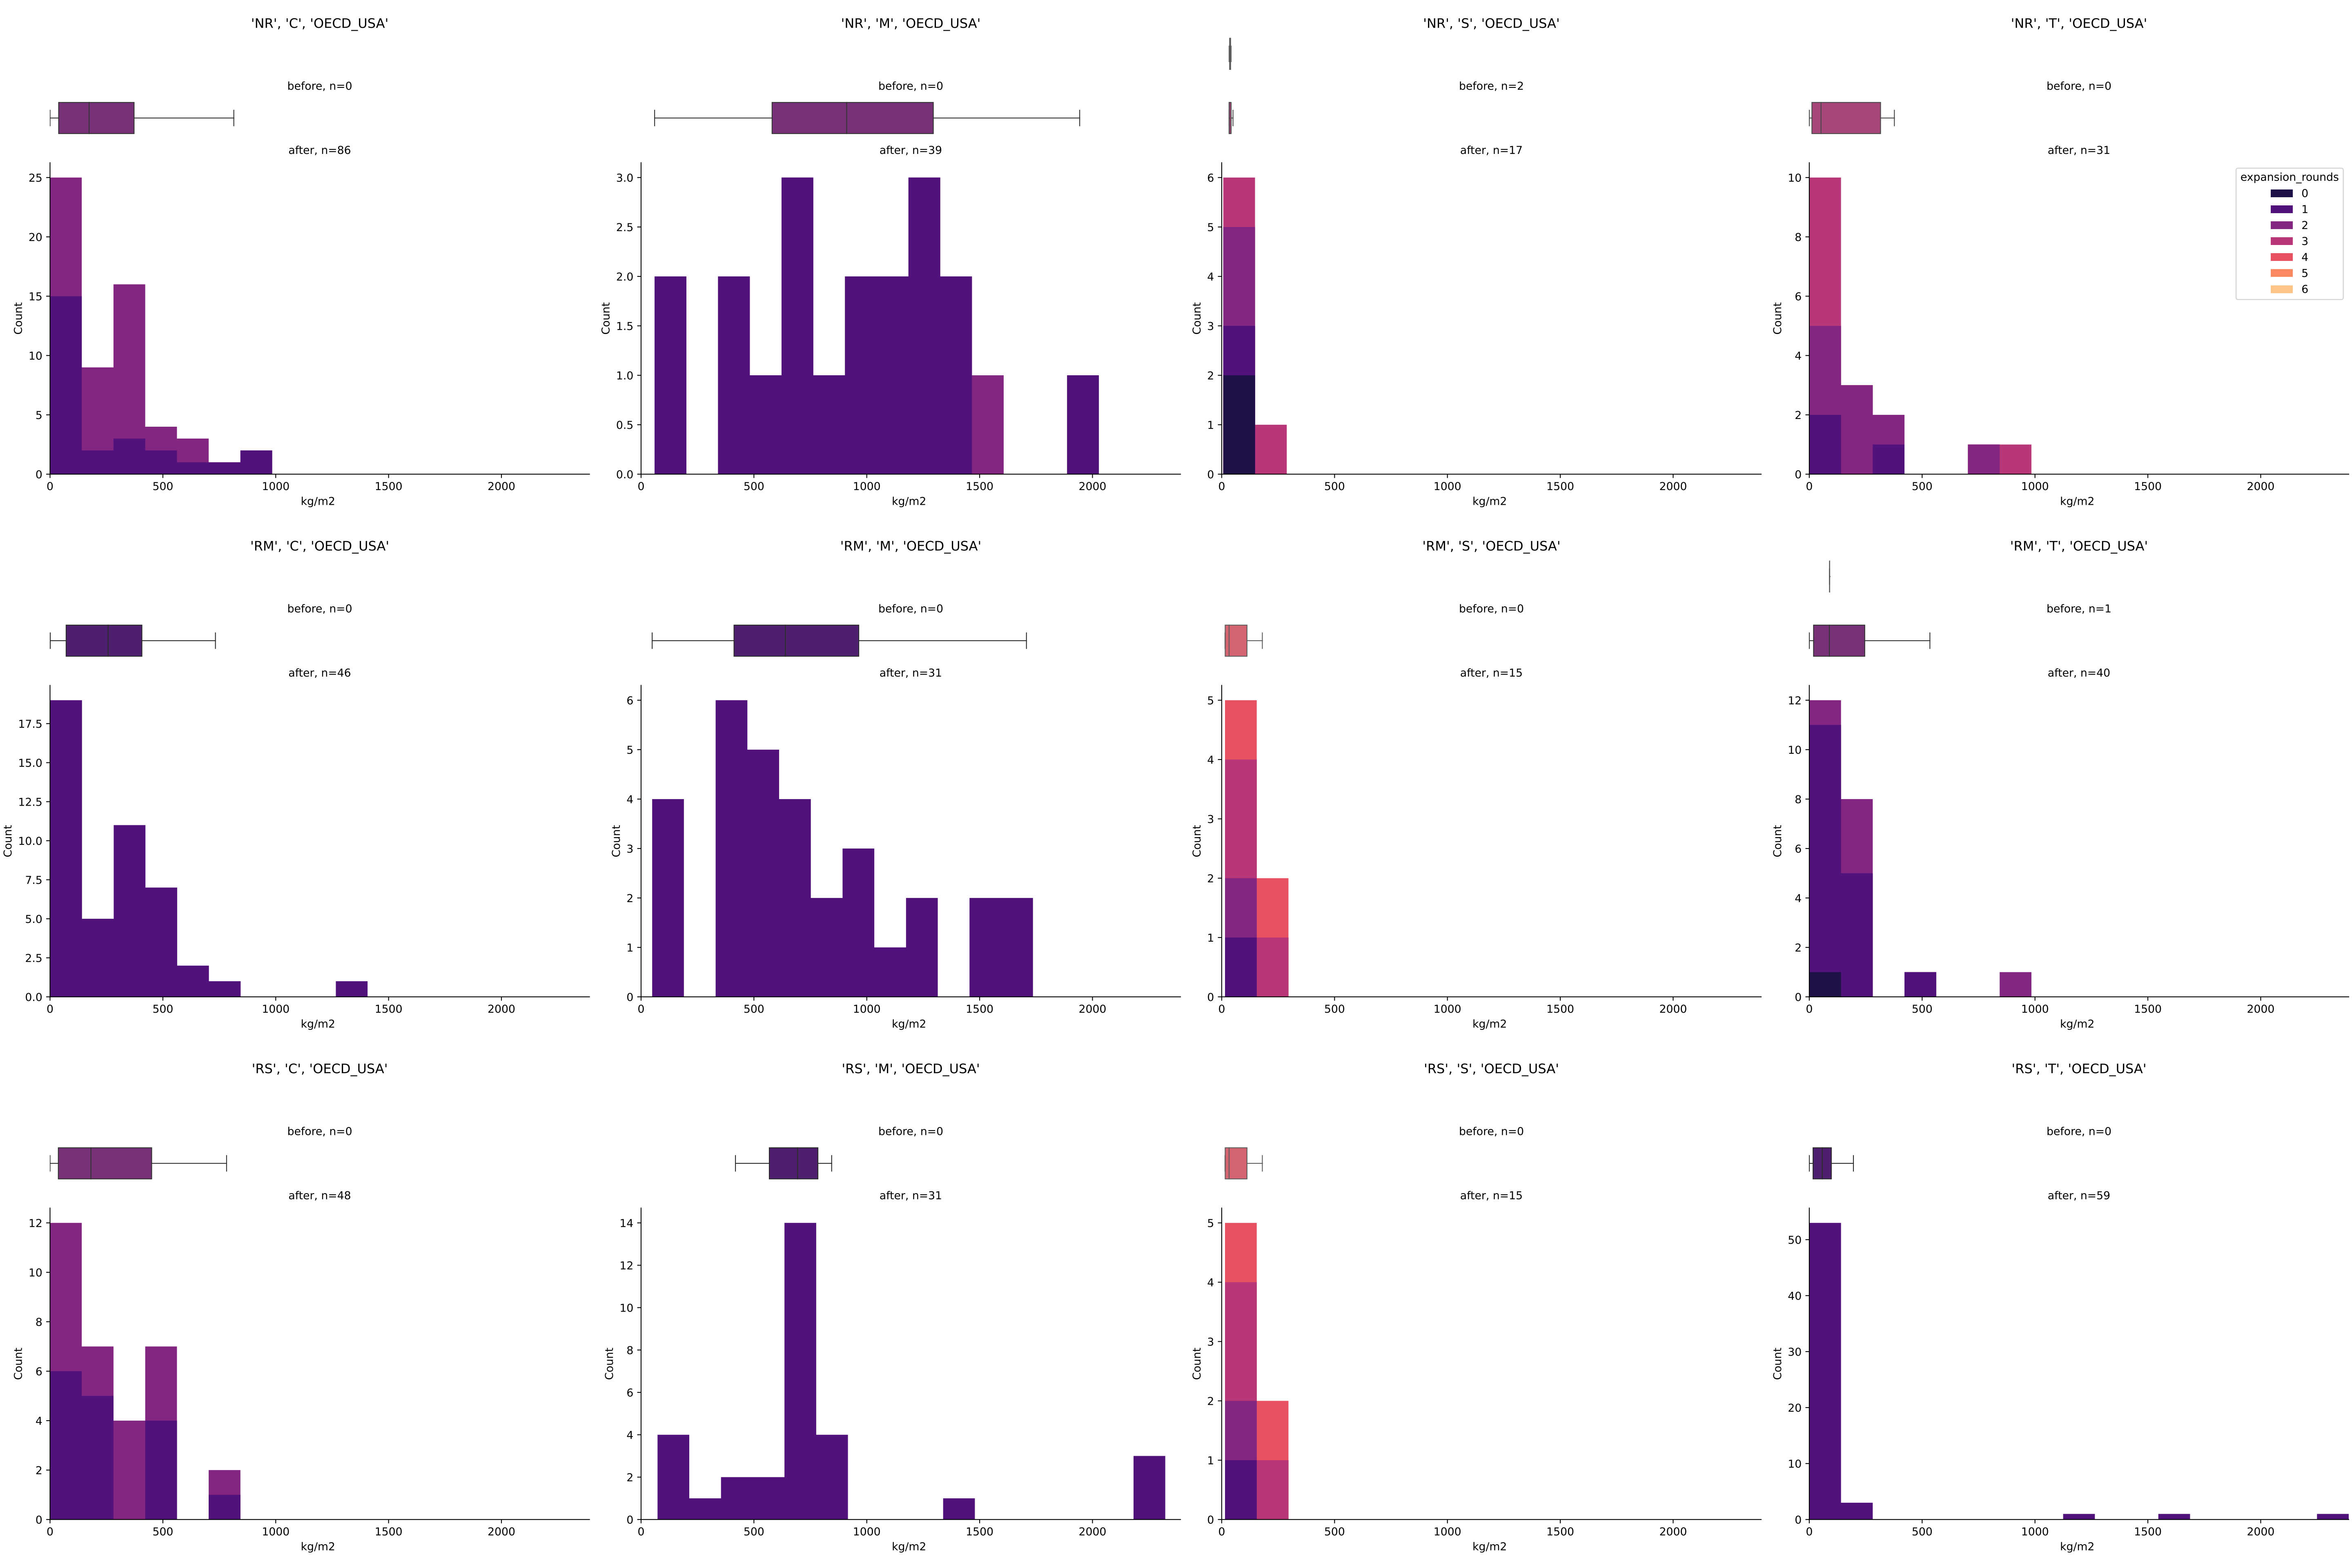 'NR', 'C', 'OECD_USA'
before, n=0
after, n=86
25
20
15
10
5
0
Count
0 500 1000 1500 2000
kg/m2
'NR', 'M', 'OECD_USA'
before, n=0
after, n=39
3.0
2.5
2.0
1.5
1.0
0.5
0.0
Count
0 500 1000 1500 2000
kg/m2
'NR', 'S', 'OECD_USA'
before, n=2
after, n=17
6
5
4
3
2
1
0
Count
0 500 1000 1500 2000
kg/m2
'NR', 'T', 'OECD_USA'
before, n=0
after, n=31
10
8
6
4
2
0
Count
0 500 1000 1500 2000
kg/m2
expansion_rounds
0
1
2
3
4
5
6
'RM', 'C', 'OECD_USA'
before, n=0
after, n=46
17.5
15.0
12.5
10.0
7.5
5.0
2.5
0.0
Count
0 500 1000 1500 2000
kg/m2
'RM', 'M', 'OECD_USA'
before, n=0
after, n=31
6
5
4
3
2
1
0
Count
0 500 1000 1500 2000
kg/m2
'RM', 'S', 'OECD_USA'
before, n=0
after, n=15
5
4
3
2
1
0
Count
0 500 1000 1500 2000
kg/m2
'RM', 'T', 'OECD_USA'
before, n=1
after, n=40
12
10
8
6
4
2
0
Count
0 500 1000 1500 2000
kg/m2
'RS', 'C', 'OECD_USA'
before, n=0
after, n=48
12
10
8
6
4
2
0
Count
0 500 1000 1500 2000
kg/m2
'RS', 'M', 'OECD_USA'
before, n=0
after, n=31
14
12
10
8
6
4
2
0
Count
0 500 1000 1500 2000
kg/m2
'RS', 'S', 'OECD_USA'
before, n=0
after, n=15
5
4
3
2
1
0
Count
0 500 1000 1500 2000
kg/m2
'RS', 'T', 'OECD_USA'
before, n=0
after, n=59
50
40
30
20
10
0
Count
0 500 1000 1500 2000
kg/m2